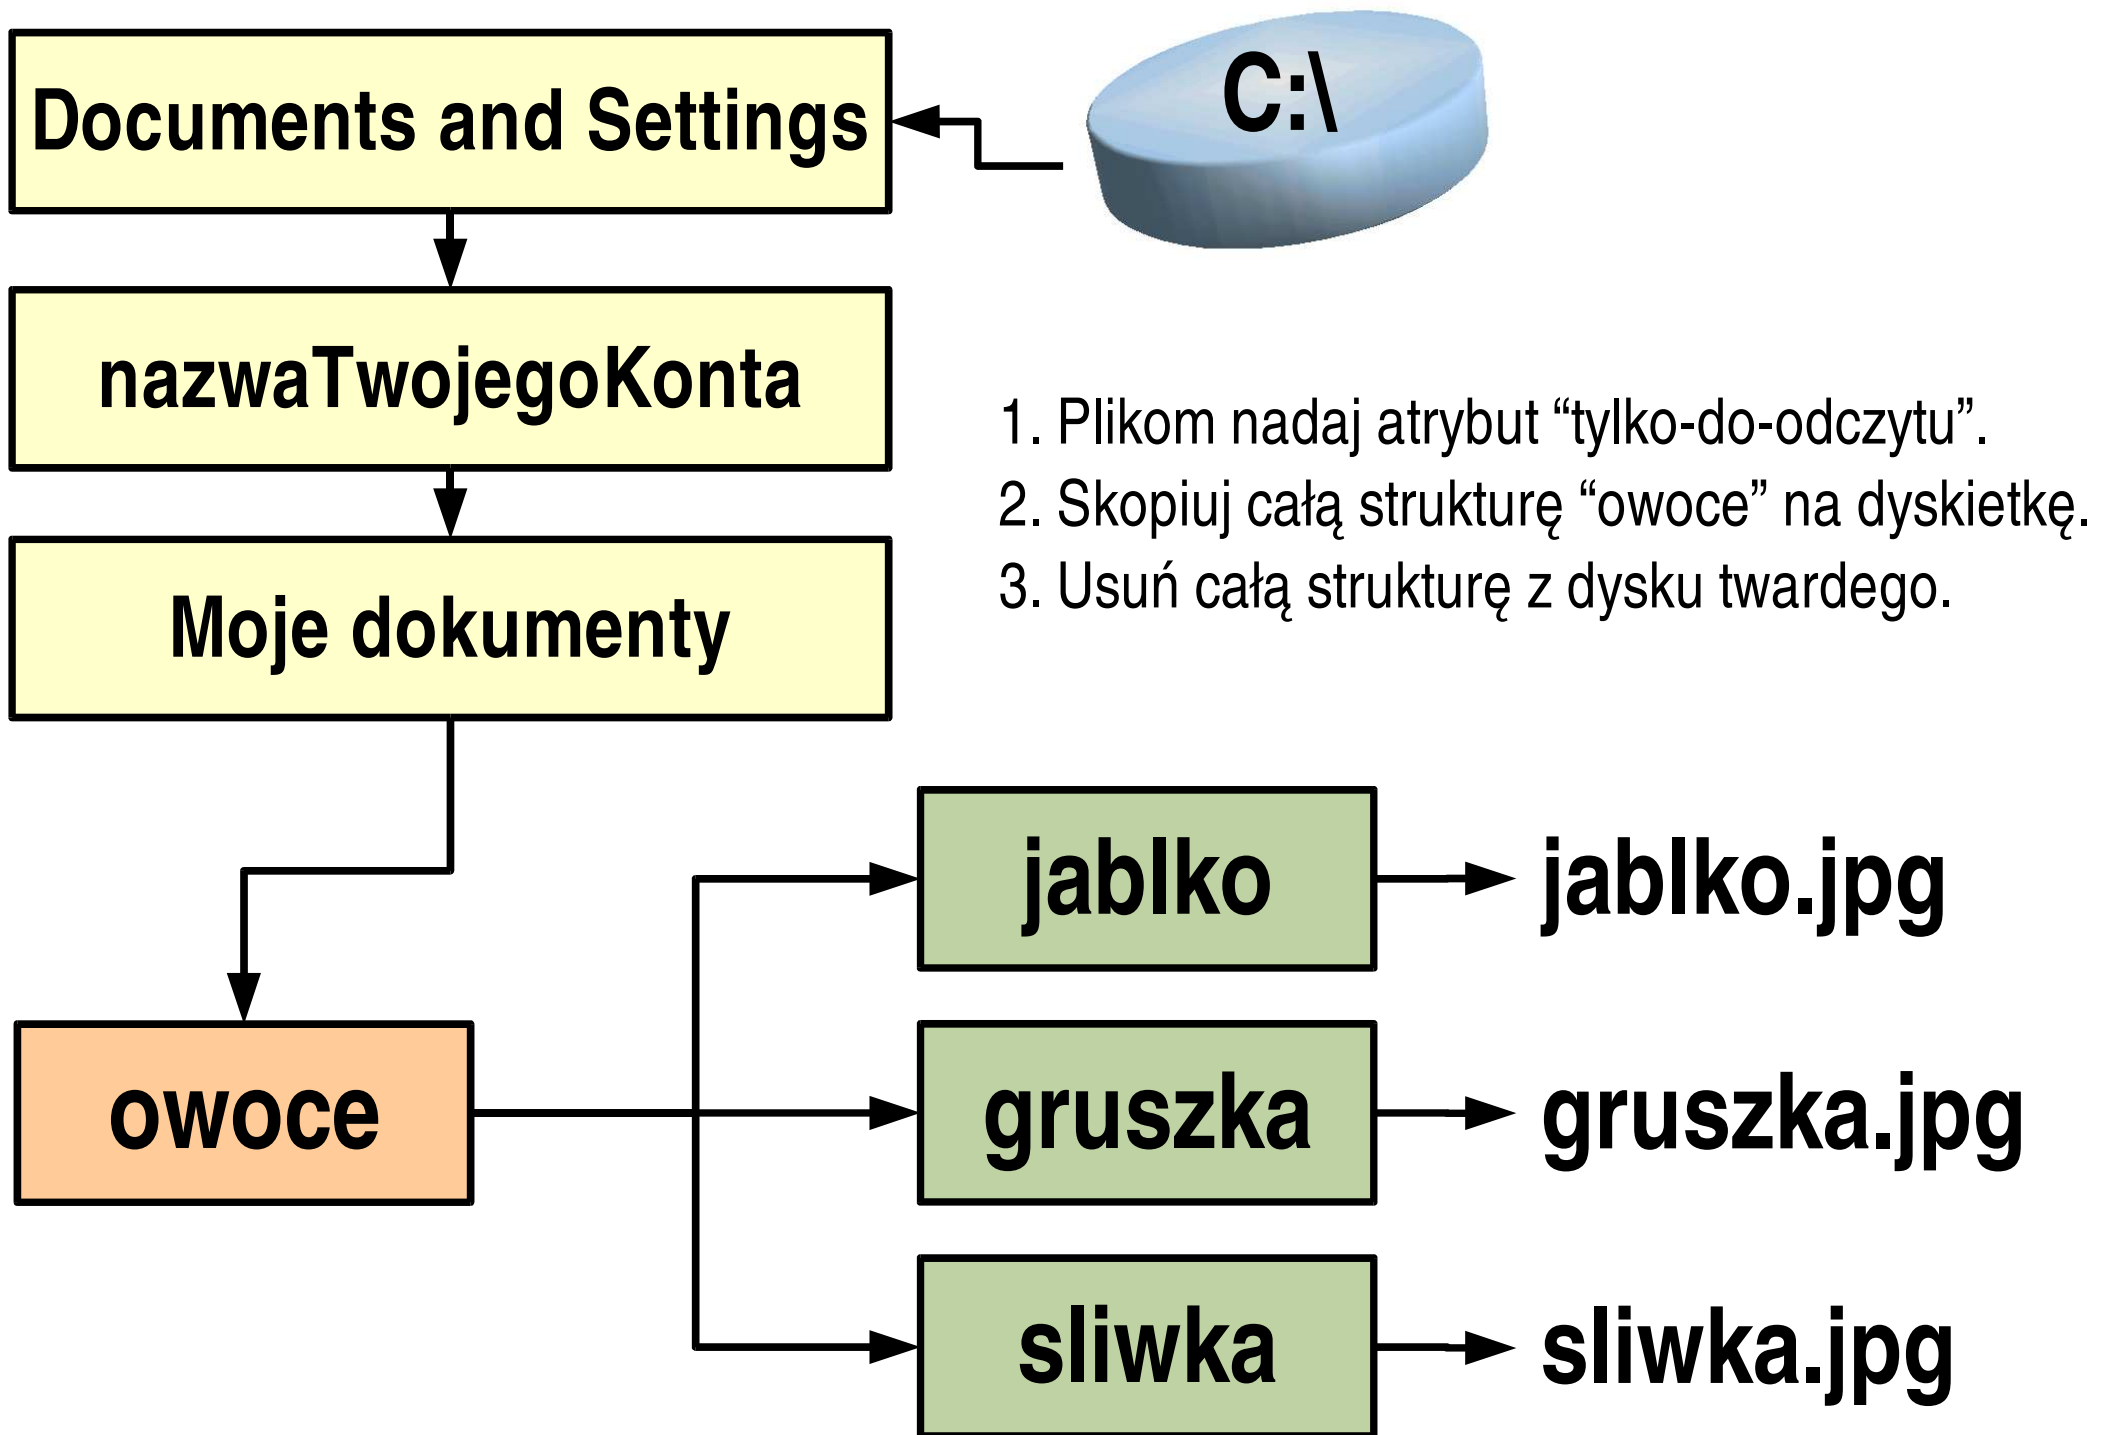 Documents and Settings
C:\
nazwaTwojegoKonta
Moje dokumenty
1. Plikom nadaj atrybut “tylko-do-odczytu”.
2. Skopiuj całą strukturę “owoce” na dyskietkę.
3. Usuń całą strukturę z dysku twardego.
owoce
jablko
jablko.jpg
gruszka
gruszka.jpg
sliwka
sliwka.jpg